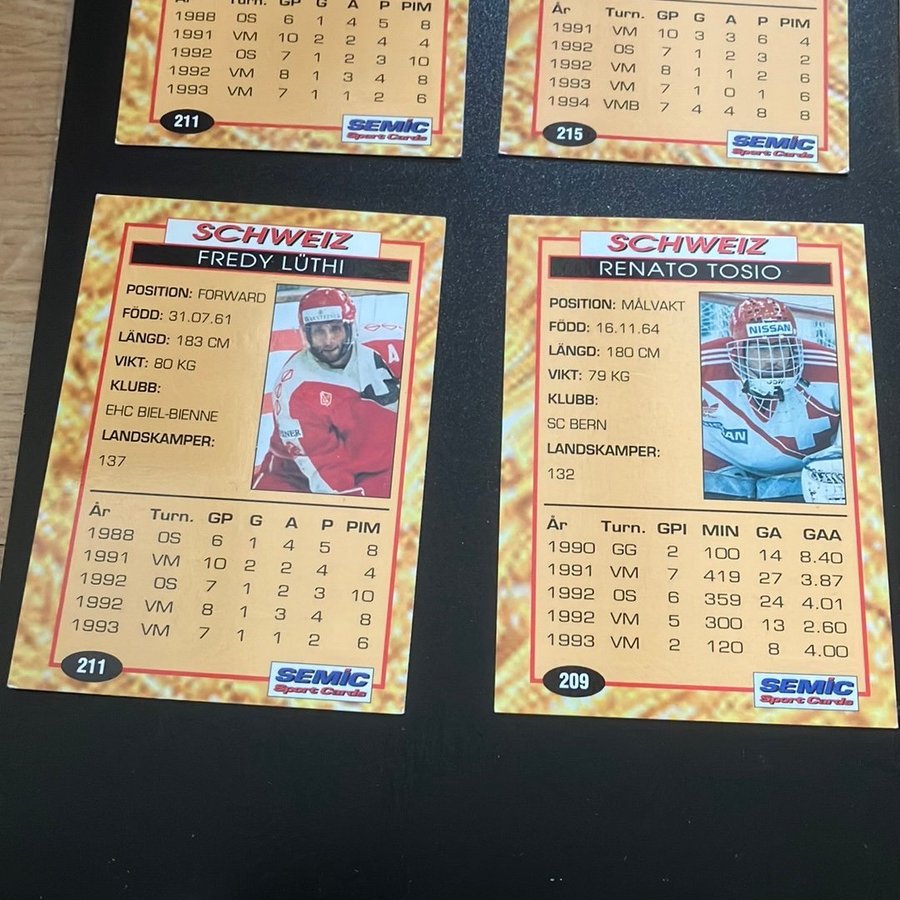 År Turn. GP G A P PIM
1988 OS 6 1 4 5 8
1991 VM 10 2 2 4 4
1992 OS 7 1 2 3 10
1992 VM 8 1 3 4 8
1993 VM 7 1 1 2 6
211
SEMIC
Sport Cards
År Turn. GP G A P PIM
1991 VM 10 3 3 6 4
1992 OS 7 1 2 3 2
1992 VM 8 1 1 2 6
1993 VM 7 1 0 1 6
1994 VMB 7 4 4 8 8
215
SEMIC
Sport Cards
SCHWEIZ
FREDY LÜTHI
POSITION: FORWARD
FÖDD: 31.07.61
LÄNGD: 183 CM
VIKT: 80 KG
KLUBB:
EHC BIEL-BIENNE
LANDSKAMPER:
137
A
År Turn. GP G A P PIM
1988 OS 6 1 4 5 8
1991 VM 10 2 2 4 4
1992 OS 7 1 2 3 10
1992 VM 8 1 3 4 8
1993 VM 7 1 1 2 6
211
SEMIC
Sport Cards
SCHWEIZ
RENATO TOSIO
POSITION: MÅLVAKT
FÖDD: 16.11.64
LÄNGD: 180 CM
VIKT: 79 KG
KLUBB:
SC BERN
LANDSKAMPER:
132
NISSAN
AN
År Turn. GPI MIN GA GAA
1990 GG 2 100 14 8.40
1991 VM 7 419 27 3.87
1992 OS 6 359 24 4.01
1992 VM 5 300 13 2.60
1993 VM 2 120 8 4.00
209
SEMIC
Sport Cards